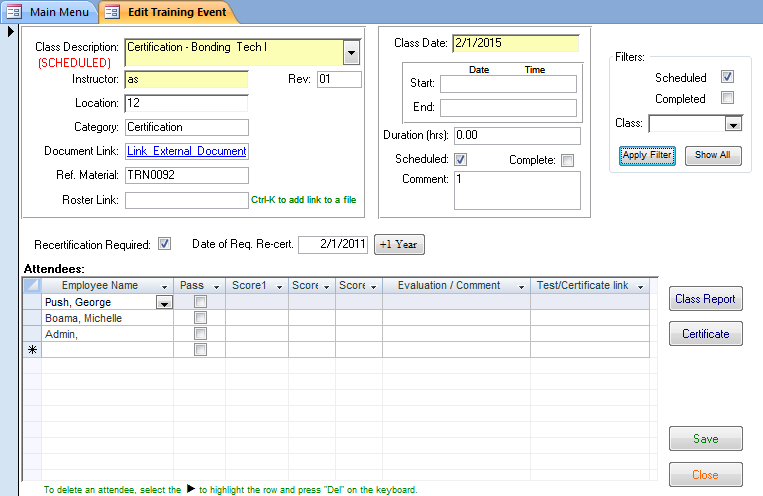 Main Menu
Edit Training Event
Class Description: Certification - Bonding Tech I
(SCHEDULED)
Instructor: as Rev: 01
Location: 12
Category: Certification
Document Link: Link External Document
Ref. Material: TRN0092
Roster Link: Ctrl-K to add link to a file
Class Date: 2/1/2015
Date Time
Start:
End:
Duration (hrs): 0.00
Scheduled: Complete:
Comment: 1
Filters:
Scheduled
Completed
Class:
Apply Filter Show All
Recertification Required: Date of Req. Re-cert. 2/1/2011 +1 Year
Attendees:
Employee Name Pass Score1 Score Score Evaluation / Comment Test/Certificate link
Push, George
Boama, Michelle
Admin,
Class Report
Certificate
Save
Close
To delete an attendee, select the ▶ to highlight the row and press "Del" on the keyboard.